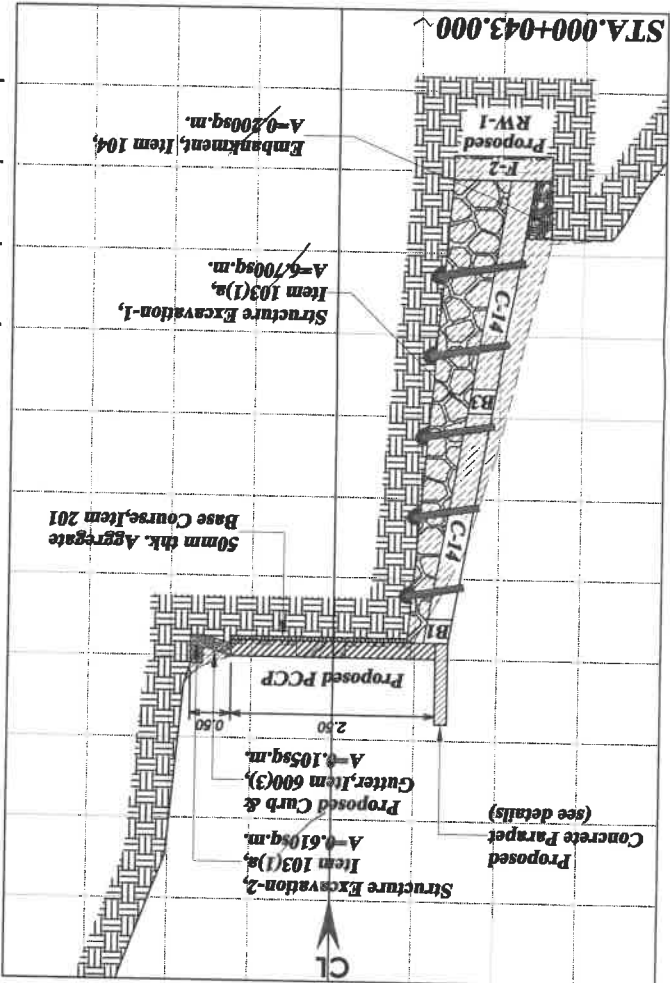 CL
Structure Excavation-2,
Item 103(1)a,
A=0.610sq.m.
Proposed Curb &
Gutter,Item 600(3),
A=0.105sq.m.
Proposed
Concrete Parapet
(see details)
2.50
0.50
Proposed PCCP
B1
50mm thk. Aggregate
Base Course,Item 201
C-14
B3
C-14
Structure Excavation-1,
Item 103(1)a,
A=6.700sq.m.
F-2
Proposed
RW-1
Embankment, Item 104,
A=0.200sq.m.
STA.000+043.000